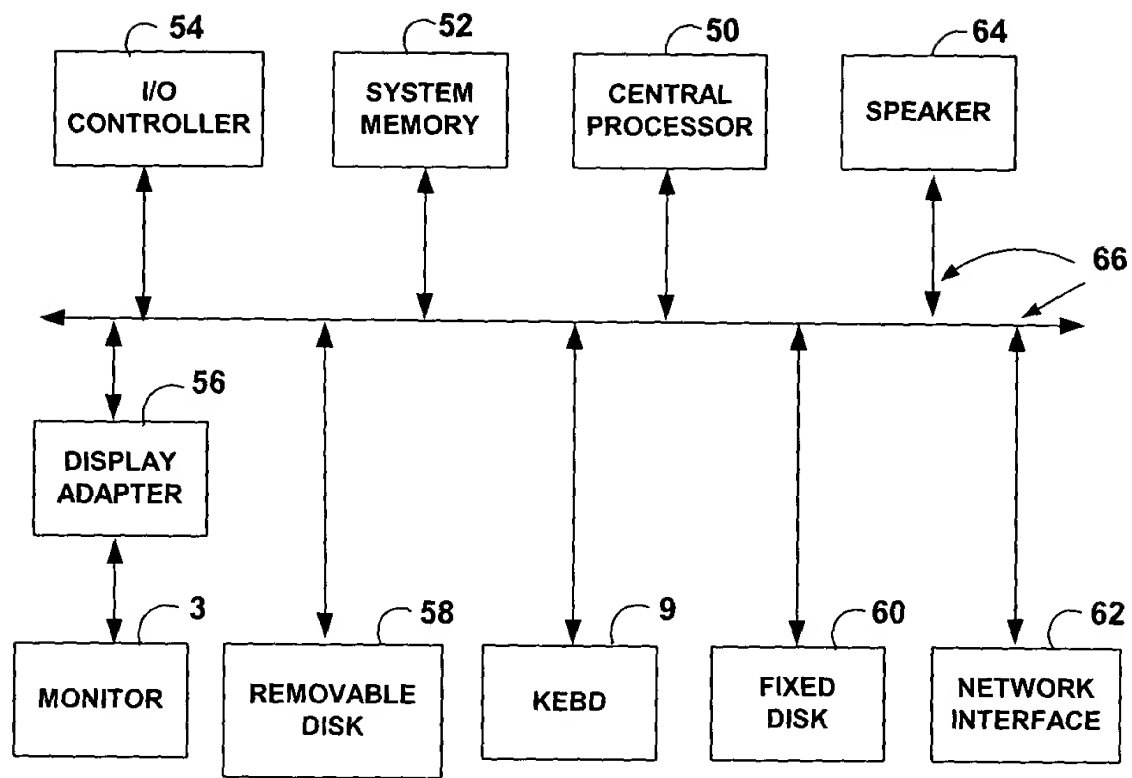 54
52
50
64
I/O
CONTROLLER
SYSTEM
MEMORY
CENTRAL
PROCESSOR
SPEAKER
66
56
DISPLAY
ADAPTER
3
58
9
60
62
MONITOR
REMOVABLE
DISK
KEBD
FIXED
DISK
NETWORK
INTERFACE